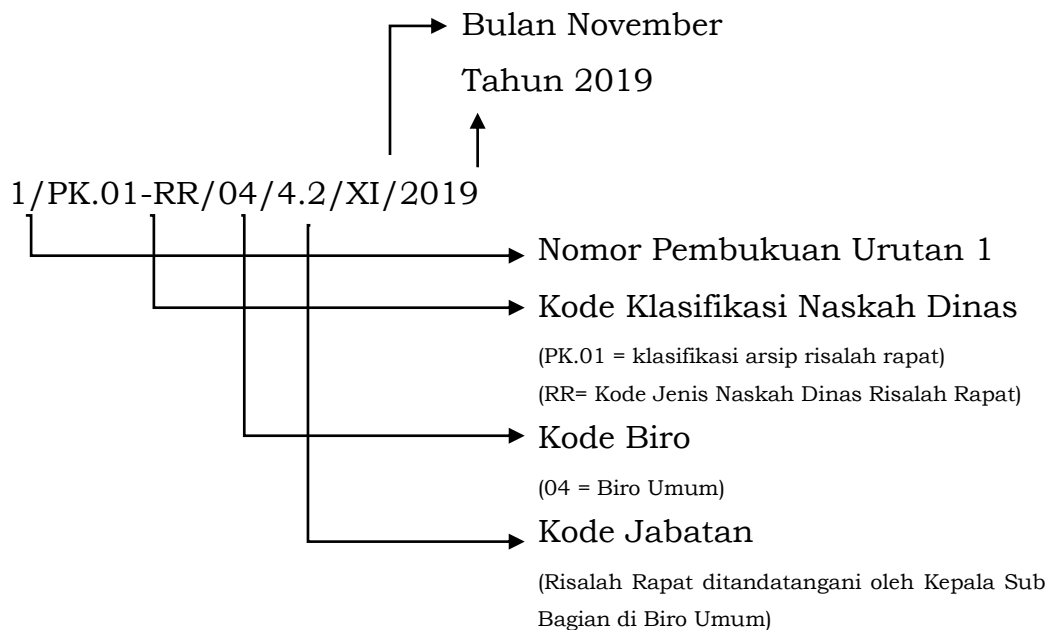 Bulan November
Tahun 2019
1/PK.01-RR/04/4.2/XI/2019
Nomor Pembukuan Urutan 1
Kode Klasifikasi Naskah Dinas
(PK.01 = klasifikasi arsip risalah rapat)
(RR= Kode Jenis Naskah Dinas Risalah Rapat)
Kode Biro
(04 = Biro Umum)
Kode Jabatan
(Risalah Rapat ditandatangani oleh Kepala Sub
Bagian di Biro Umum)